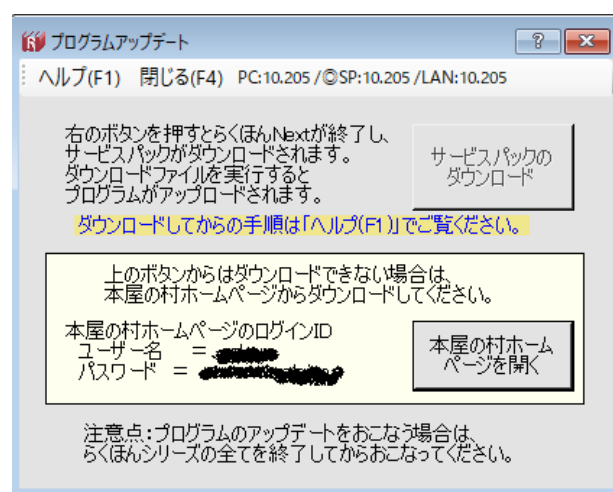 プログラムアップデート
ヘルプ(F1) 閉じる(F4) PC:10.205 /◎SP:10.205 /LAN:10.205
右のボタンを押すとらくほんNextが終了し、
サービスパックがダウンロードされます。
ダウンロードファイルを実行すると
プログラムがアップロードされます。
サービスパックの
ダウンロード
ダウンロードしてからの手順は「ヘルプ(F1)」でご覧ください。
上のボタンからはダウンロードできない場合は、
本屋の村ホームページからダウンロードしてください。
本屋の村ホームページのログインID
ユーザー名 =
パスワード =
本屋の村ホーム
ページを開く
注意点:プログラムのアップデートをおこなう場合は、
らくほんシリーズの全てを終了してからおこなってください。